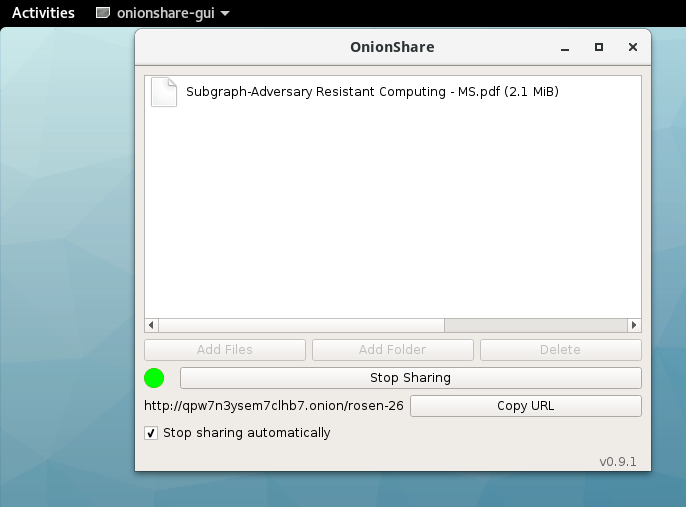 Activities onionshare-gui
OnionShare
Subgraph-Adversary Resistant Computing - MS.pdf (2.1 MiB)
Add Files Add Folder Delete
Stop Sharing
http://qpw7n3ysem7clhb7.onion/rosen-26 Copy URL
Stop sharing automatically
v0.9.1